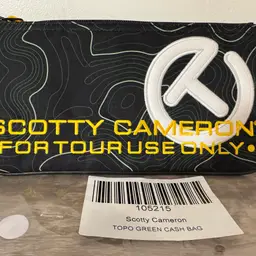 SCOTTY CAMERON
FOR TOUR USE ONLY•
105215
Scotty Cameron
TOPO GREEN CASH BAG